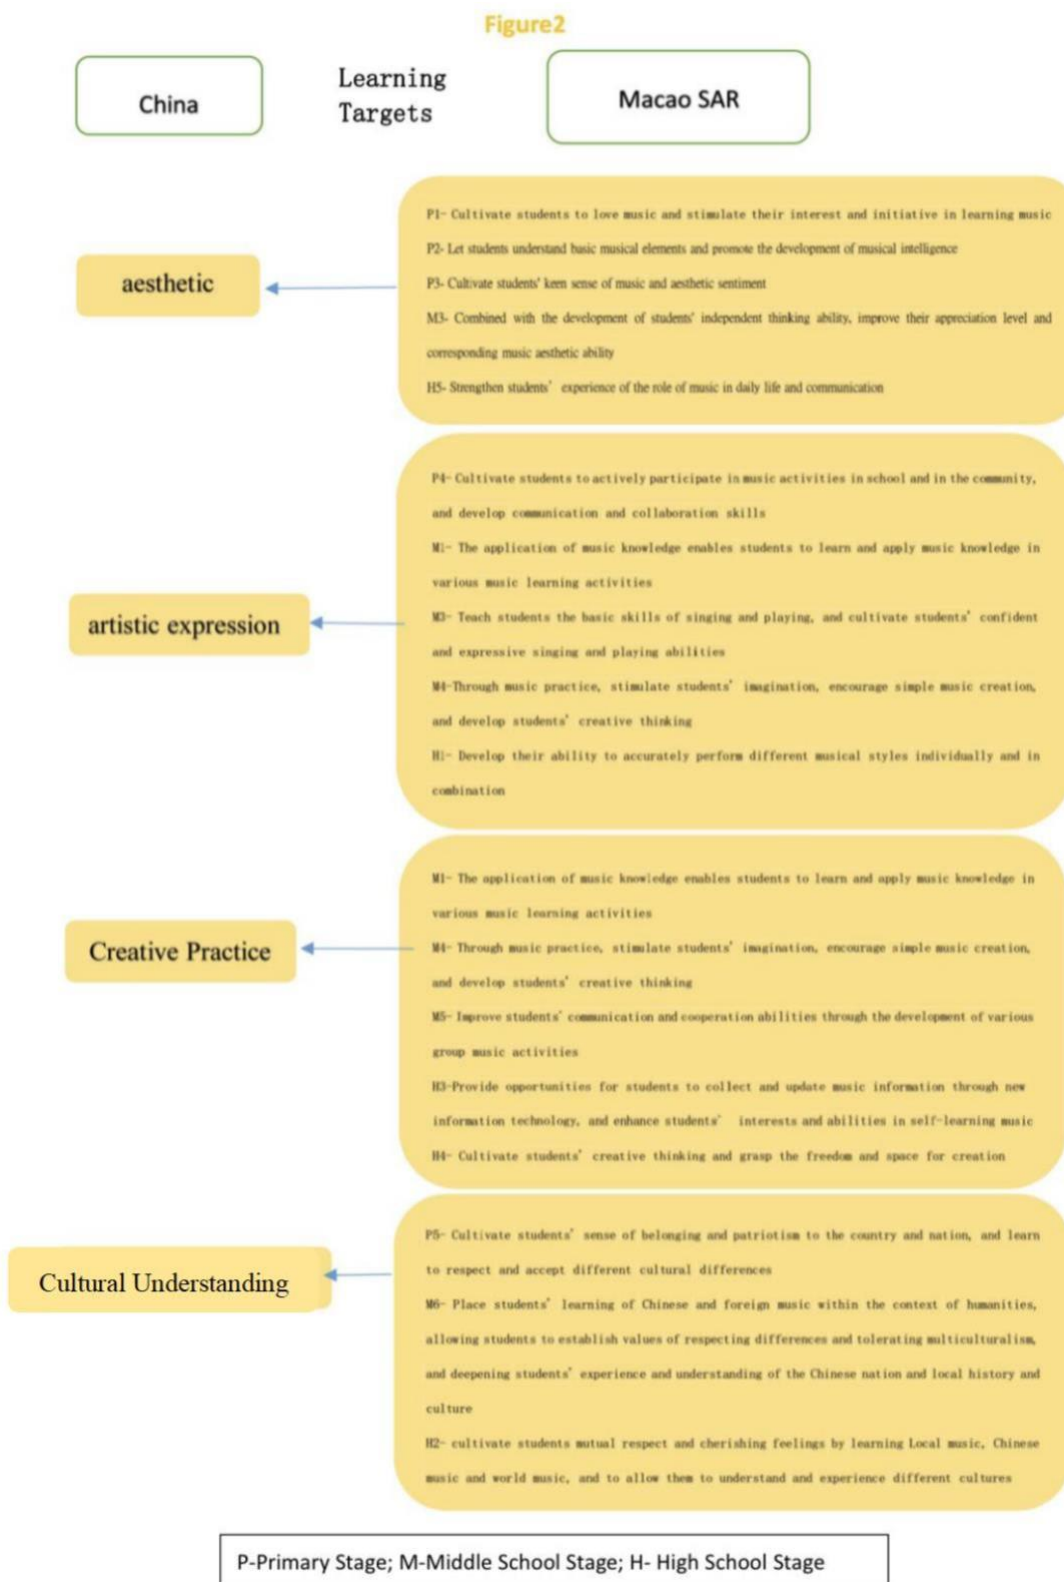 Figure2
China
Learning
Targets
Macao SAR
aesthetic
P1- Cultivate students to love music and stimulate their interest and initiative in learning music
P2- Let students understand basic musical elements and promote the development of musical intelligence
P3- Cultivate students' keen sense of music and aesthetic sentiment
M3- Combined with the development of students' independent thinking ability, improve their appreciation level and
corresponding music aesthetic ability
H5- Strengthen students' experience of the role of music in daily life and communication
artistic expression
P4- Cultivate students to actively participate in music activities in school and in the community,
and develop communication and collaboration skills
M1- The application of music knowledge enables students to learn and apply music knowledge in
various music learning activities
M3- Teach students the basic skills of singing and playing, and cultivate students' confident
and expressive singing and playing abilities
M4-Through music practice, stimulate students' imagination, encourage simple music creation,
and develop students' creative thinking
H1- Develop their ability to accurately perform different musical styles individually and in
combination
Creative Practice
M1- The application of music knowledge enables students to learn and apply music knowledge in
various music learning activities
M4- Through music practice, stimulate students' imagination, encourage simple music creation,
and develop students' creative thinking
M5- Improve students' communication and cooperation abilities through the development of various
group music activities
H3-Provide opportunities for students to collect and update music information through new
information technology, and enhance students' interests and abilities in self-learning music
H4- Cultivate students' creative thinking and grasp the freedom and space for creation
Cultural Understanding
P5- Cultivate students' sense of belonging and patriotism to the country and nation, and learn
to respect and accept different cultural differences
M6- Place students' learning of Chinese and foreign music within the context of humanities,
allowing students to establish values of respecting differences and tolerating multiculturalism,
and deepening students' experience and understanding of the Chinese nation and local history and
culture
H2- cultivate students mutual respect and cherishing feelings by learning Local music, Chinese
music and world music, and to allow them to understand and experience different cultures
P-Primary Stage; M-Middle School Stage; H- High School Stage